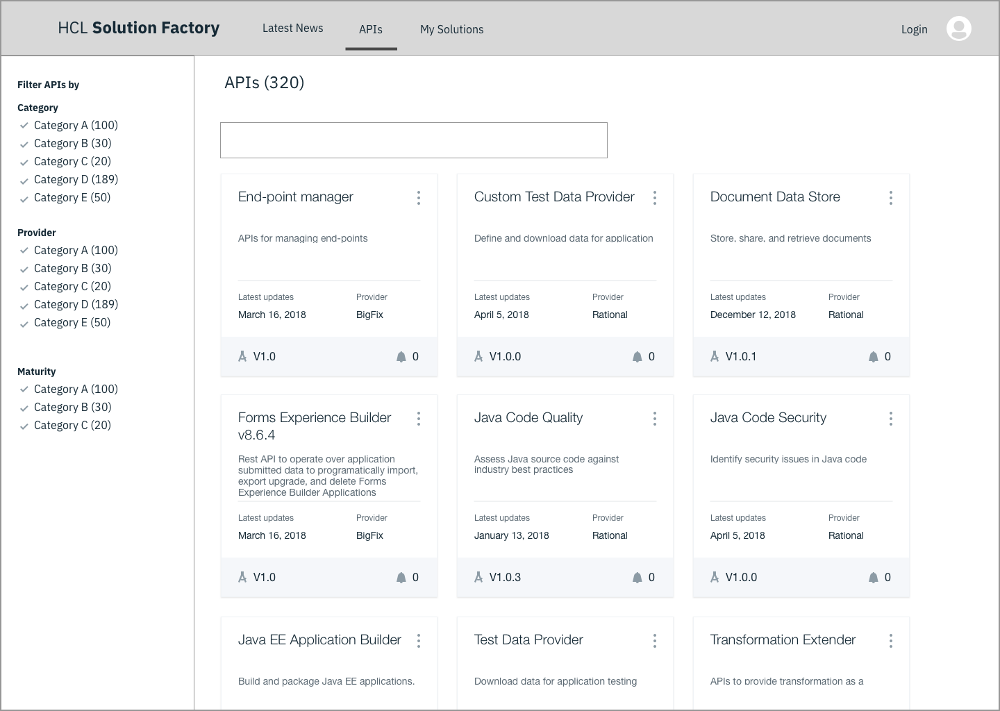 HCL Solution Factory
Latest News
APIs
My Solutions
Login
Filter APIs by
Category
Category A (100)
Category B (30)
Category C (20)
Category D (189)
Category E (50)
Provider
Category A (100)
Category B (30)
Category C (20)
Category D (189)
Category E (50)
Maturity
Category A (100)
Category B (30)
Category C (20)
APIs (320)
End-point manager
APIs for managing end-points
Latest updates
Provider
March 16, 2018
BigFix
V1.0
0
Custom Test Data Provider
Define and download data for application
Latest updates
Provider
April 5, 2018
Rational
V1.0.0
0
Document Data Store
Store, share, and retrieve documents
Latest updates
Provider
December 12, 2018
Rational
V1.0.1
0
Forms Experience Builder
v8.6.4
Rest API to operate over application
submitted data to programatically import,
export upgrade, and delete Forms
Experience Builder Applications
Latest updates
Provider
March 16, 2018
BigFix
V1.0
0
Java Code Quality
Assess Java source code against
industry best practices
Latest updates
Provider
January 13, 2018
Rational
V1.0.3
0
Java Code Security
Identify security issues in Java code
Latest updates
Provider
April 5, 2018
Rational
V1.0.0
0
Java EE Application Builder
Build and package Java EE applications.
Test Data Provider
Download data for application testing
Transformation Extender
APIs to provide transformation as a